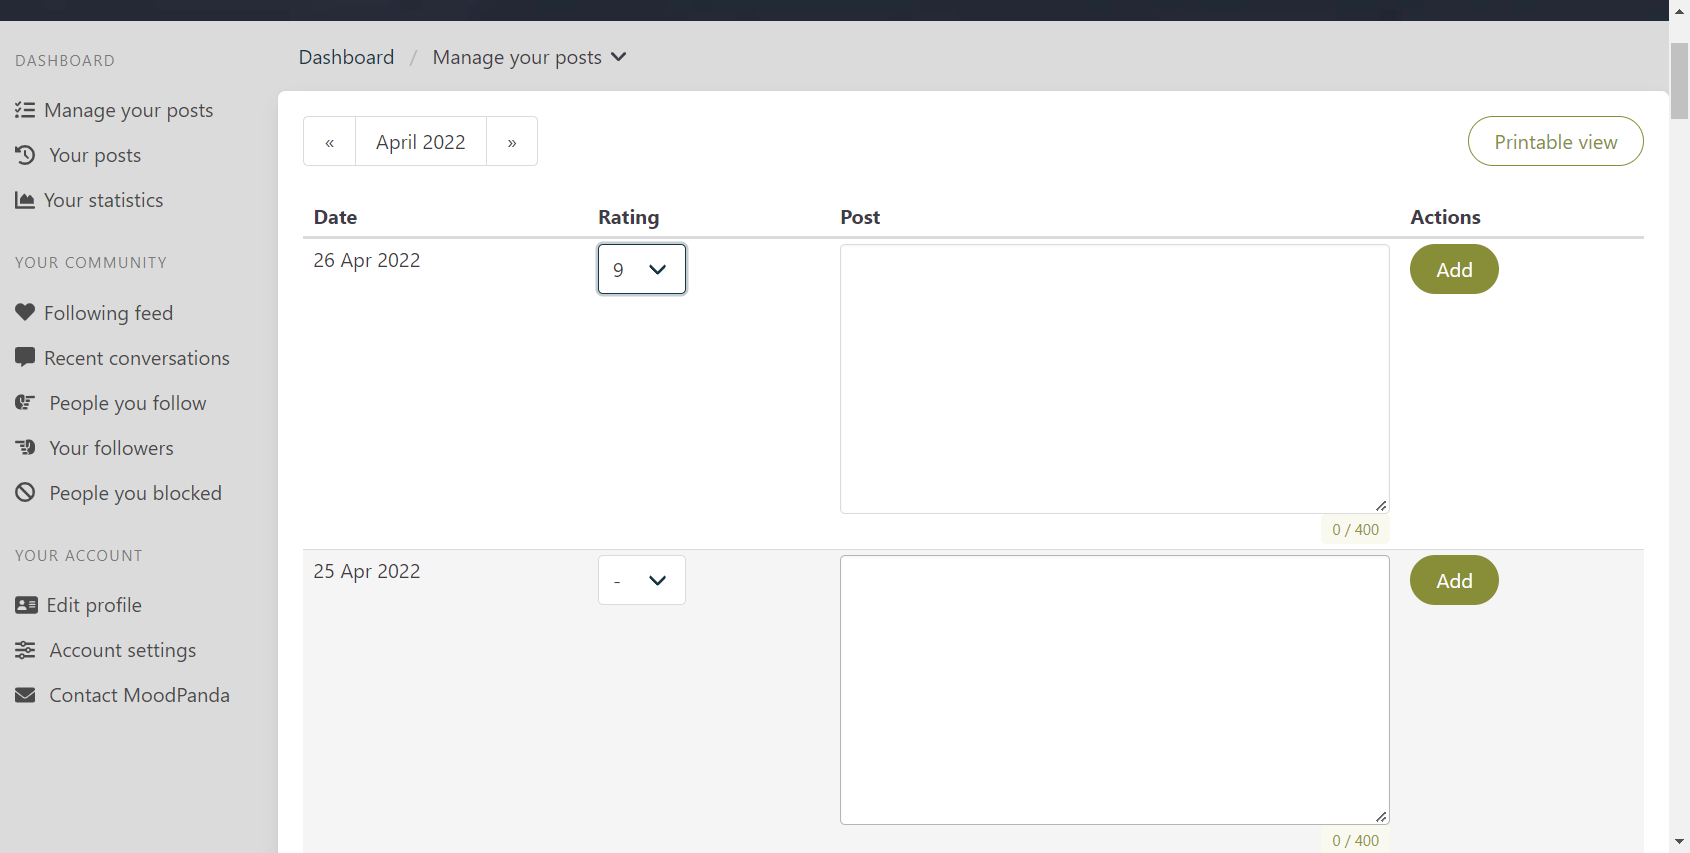 DASHBOARD
Manage your posts
Your posts
Your statistics
YOUR COMMUNITY
Following feed
Recent conversations
People you follow
Your followers
People you blocked
YOUR ACCOUNT
Edit profile
Account settings
Contact MoodPanda
Dashboard / Manage your posts
« April 2022 »
Printable view
Date Rating Post Actions
26 Apr 2022 9 Add
0 / 400
25 Apr 2022 - Add
0 / 400